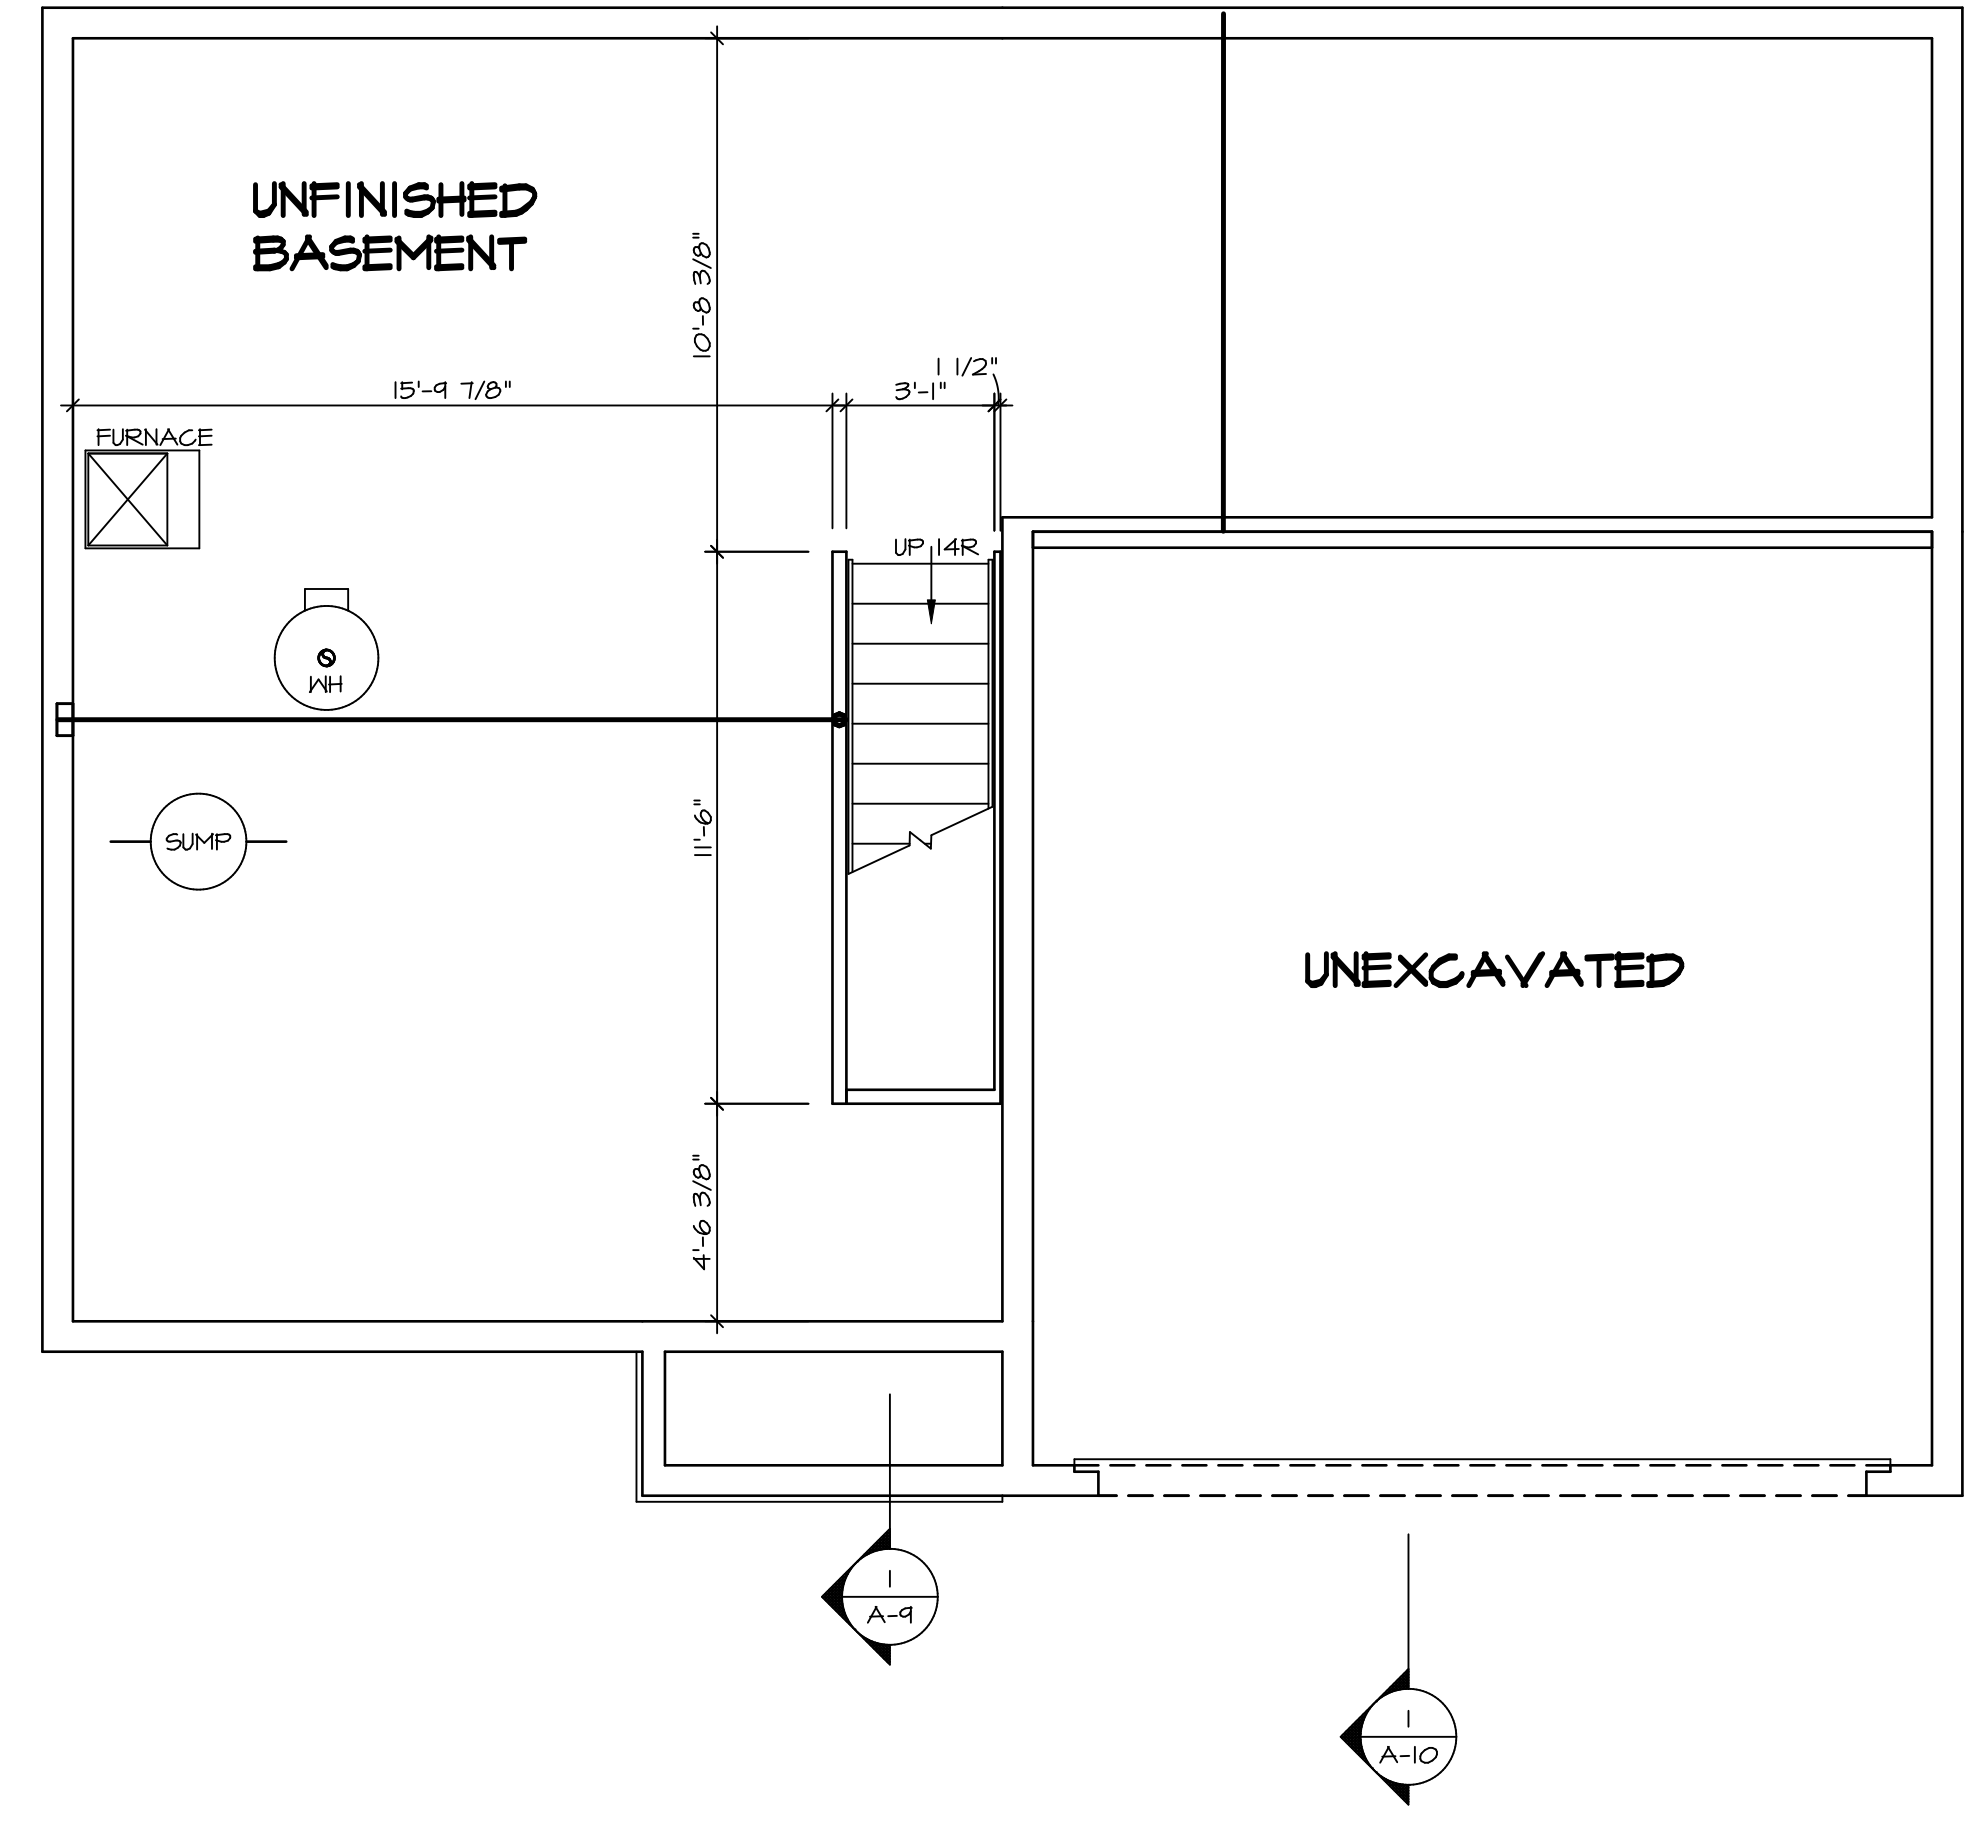 UNFINISHED
BASEMENT
10'-8 3/8"
1 1/2"
15'-9 7/8"
3'-1"
FURNACE
UP 14R
WH
SUMP
11'-6"
UNEXCAVATED
4'-6 3/8"
1
A-9
1
A-10